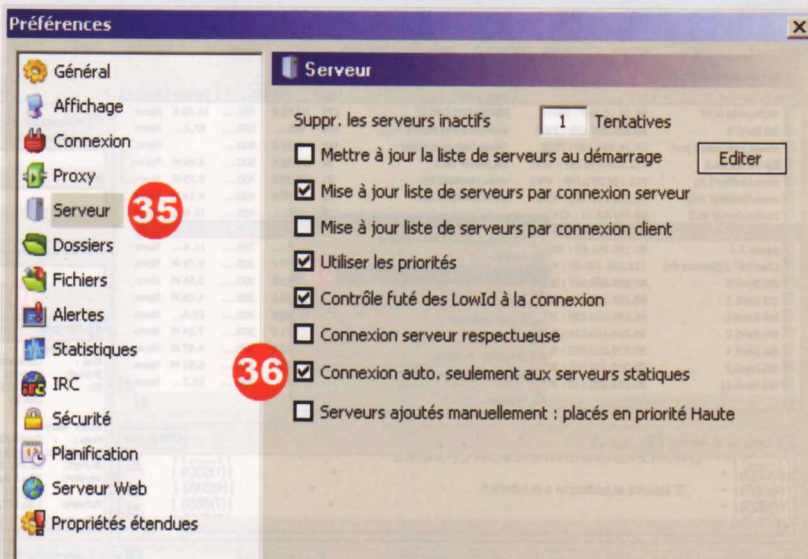 Préférences
Général
Affichage
Connexion
Proxy
Serveur
35
Dossiers
Fichiers
Alertes
Statistiques
IRC
Sécurité
Planification
Serveur Web
Propriétés étendues
Serveur
Suppr. les serveurs inactifs 1 Tentatives
Mettre à jour la liste de serveurs au démarrage Editer
Mise à jour liste de serveurs par connexion serveur
Mise à jour liste de serveurs par connexion client
Utiliser les priorités
Contrôle futé des LowId à la connexion
Connexion serveur respectueuse
36 Connexion auto. seulement aux serveurs statiques
Serveurs ajoutés manuellement : placés en priorité Haute